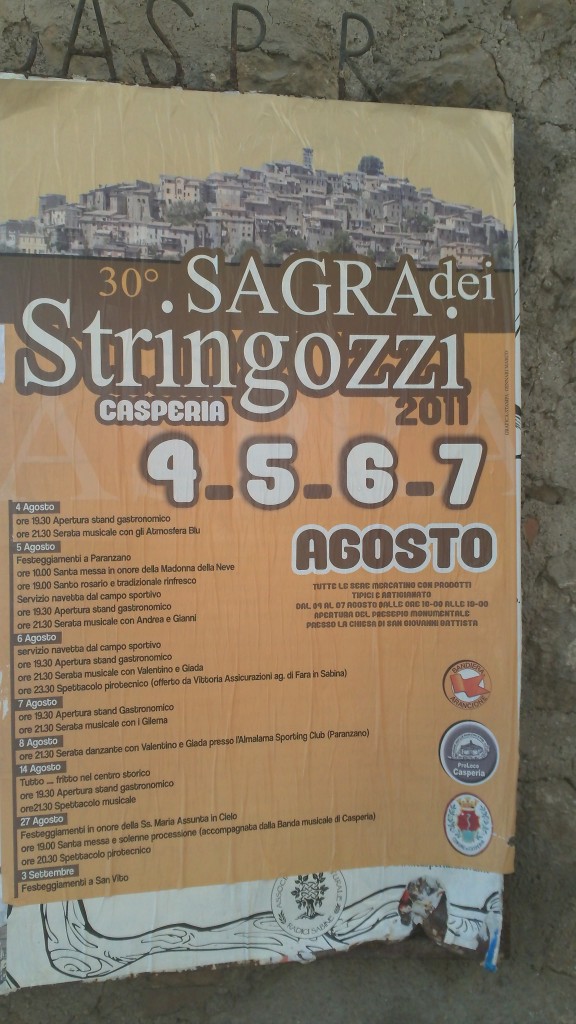 CASP R
30° SAGRA dei
Stringozzi
CASPERIA 2011
4-5-6-7
AGOSTO
TUTTE LE SERE MERCATINO CON PRODOTTI
TIPICI E ARTIGIANATO
DAL 04 AL 07 AGOSTO DALLE ORE 16-00 ALLE 18-00
APERTURA DEL PRESEPIO MONUMENTALE
PRESSO LA CHIESA DI SAN GIOVANNI BATTISTA
4 Agosto
ore 19.30 Apertura stand gastronomico
ore 21.30 Serata musicale con gli Atmosfera Blu
5 Agosto
Festeggiamenti a Paranzano
ore 10.00 Santa messa in onore della Madonna della Neve
ore 19.00 Santo rosario e tradizionale rinfresco
Servizio navetta dal campo sportivo
ore 19.30 Apertura stand gastronomico
ore 21.30 Serata musicale con Andrea e Gianni
6 Agosto
servizio navetta dal campo sportivo
ore 19.30 Apertura stand gastronomico
ore 21.30 Serata musicale con Valentino e Giada
ore 23.30 Spettacolo pirotecnico (offerto da Vittoria Assicurazioni ag. di Fara in Sabina)
7 Agosto
ore 19.30 Apertura stand Gastronomico
ore 21.30 Serata musicale con i Gilema
8 Agosto
ore 21.30 Serata danzante con Valentino e Giada presso l'Almalama Sporting Club (Paranzano)
14 Agosto
Tutto .... fritto nel centro storico
ore 19.30 Apertura stand gastronomico
ore21.30 Spettacolo musicale
27 Agosto
Festeggiamenti in onore della Ss. Maria Assunta in Cielo
ore 19.00 Santa messa e solenne processione (accompagnata dalla Banda musicale di Casperia)
ore 20.30 Spettacolo pirotecnico
3 Settembre
Festeggiamenti a San Vito
BANDIERA
ARANCIONE
ProLoco
Casperia
RADICI SABINE